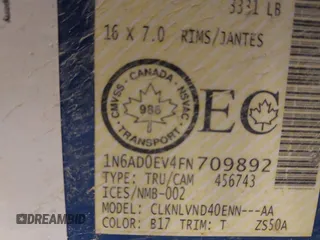 3331 LB
16 X 7.0 RIMS/JANTES
CMVSS - CANADA - NSVAC
986
TRANSPORT
EC
1N6AD0EV4FN709892
TYPE: TRU/CAM 456743
ICES/NMB-002
MODEL: CLKNLVND40ENN---AA
COLOR: B17 TRIM: T ZS50A
DREAMBID